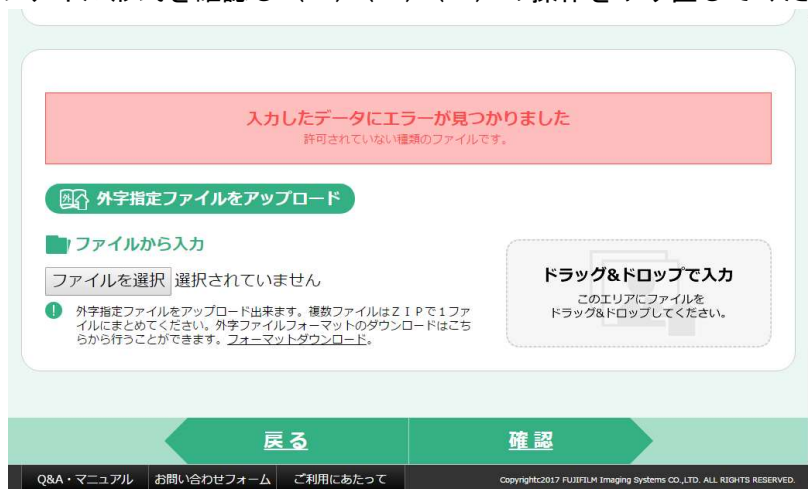 入力したデータにエラーが見つかりました
許可されていない種類のファイルです。
外字指定ファイルをアップロード
ファイルから入力
ファイルを選択 選択されていません
外字指定ファイルをアップロード出来ます。複数ファイルはZIPで1ファ
イルにまとめてください。外字ファイルフォーマットのダウンロードはこち
らから行うことができます。フォーマットダウンロード。
ドラッグ&ドロップで入力
このエリアにファイルを
ドラッグ&ドロップしてください。
戻る
確認
Q&A・マニュアル
お問い合わせフォーム
ご利用にあたって
Copyright:2017 FUJIFILM Imaging Systems CO.,LTD. ALL RIGHTS RESERVED.